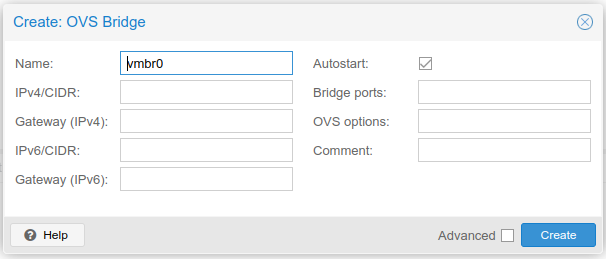 Create: OVS Bridge
Name: vmbr0 Autostart:
IPv4/CIDR: Bridge ports:
Gateway (IPv4): OVS options:
IPv6/CIDR: Comment:
Gateway (IPv6):
Help Advanced Create